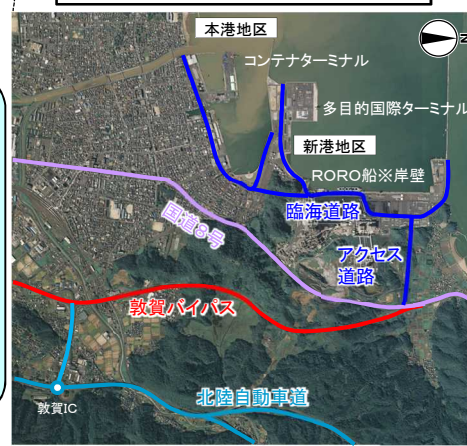 本港地区
コンテナターミナル
N
多目的国際ターミナル
新港地区
RORO船※岸壁
臨海道路
国道8号
アクセス
道路
敦賀バイパス
北陸自動車道
敦賀IC